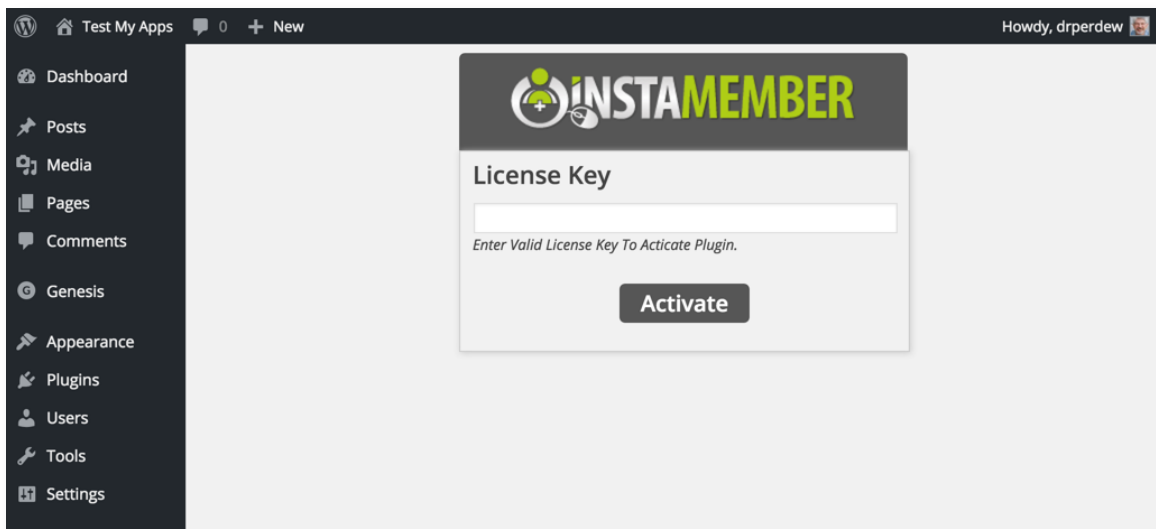 Test My Apps 0 New Howdy, drperdew
Dashboard
Posts
Media
Pages
Comments
Genesis
Appearance
Plugins
Users
Tools
Settings
INSTAMEMBER
License Key
Enter Valid License Key To Acticate Plugin.
Activate